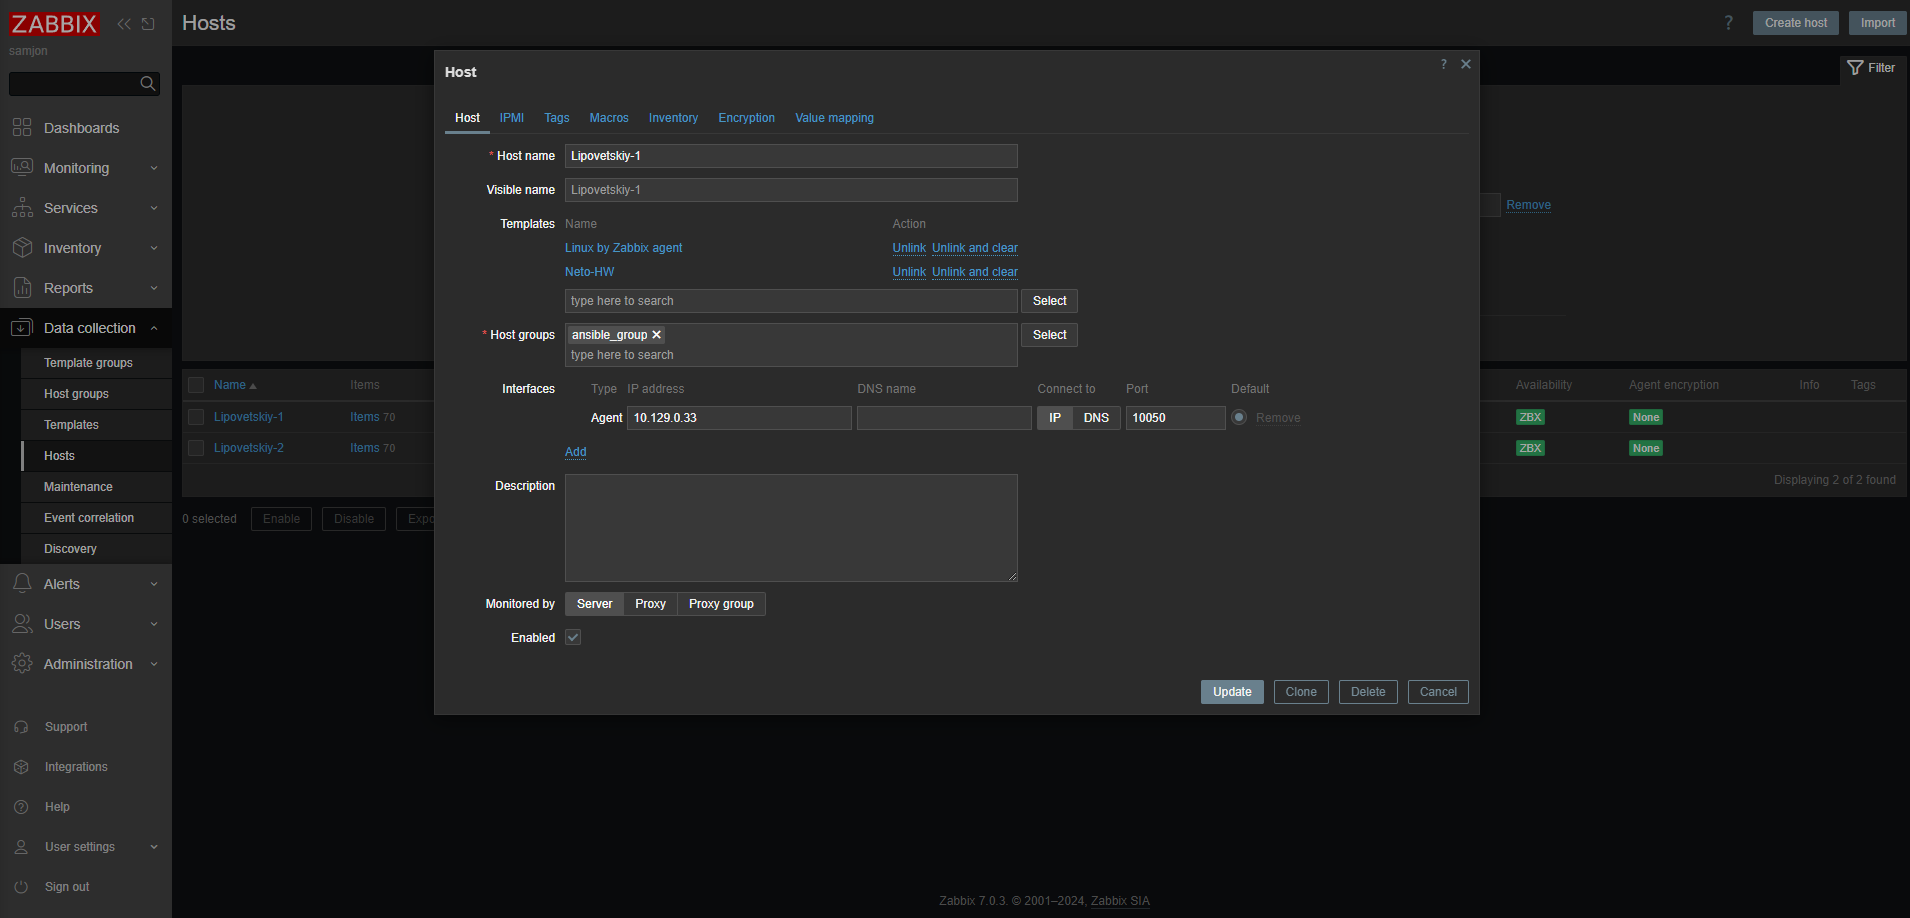 ZABBIX
samjon
Dashboards
Monitoring
Services
Inventory
Reports
Data collection
Template groups
Host groups
Templates
Hosts
Maintenance
Event correlation
Discovery
Alerts
Users
Administration
Support
Integrations
Help
User settings
Sign out
Hosts
? Create host Import
Filter
Remove
Name Items
Lipovetskiy-1 Items 70
Lipovetskiy-2 Items 70
0 selected Enable Disable Expo
Host ?
Host IPMI Tags Macros Inventory Encryption Value mapping
* Host name Lipovetskiy-1
Visible name Lipovetskiy-1
Templates Name Action
Linux by Zabbix agent Unlink Unlink and clear
Neto-HW Unlink Unlink and clear
type here to search Select
* Host groups ansible_group Select
type here to search
Interfaces Type IP address DNS name Connect to Port Default
Agent 10.129.0.33 IP DNS 10050 Remove
Add
Description
Monitored by Server Proxy Proxy group
Enabled
Update Clone Delete Cancel
Availability Agent encryption Info Tags
ZBX None
ZBX None
Displaying 2 of 2 found
Zabbix 7.0.3. © 2001–2024, Zabbix SIA